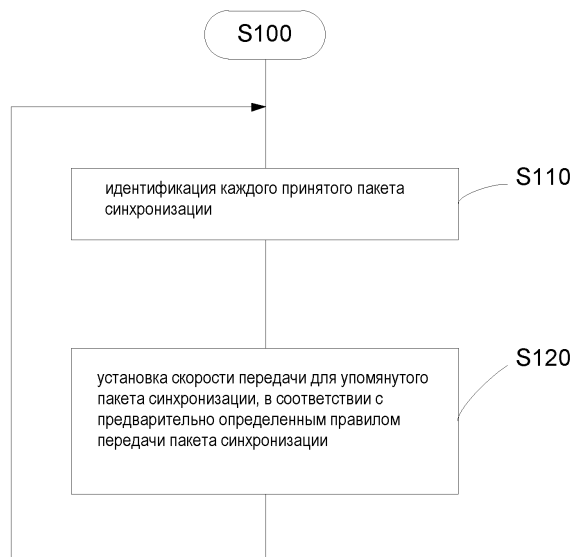 S100
идентификация каждого принятого пакета
синхронизации
S110
установка скорости передачи для упомянутого
пакета синхронизации, в соответствии с
предварительно определенным правилом
передачи пакета синхронизации
S120